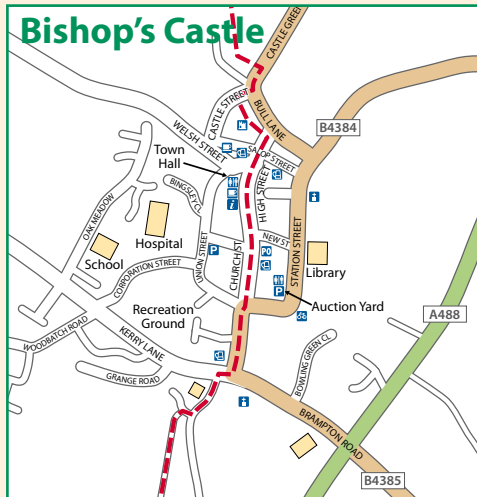 Bishop's Castle
CASTLE GREEN
CASTLE STREET
BULL LANE
B4384
WELSH STREET
SALOP STREET
Town
Hall
HIGH STREET
BINGSLEY CL
i
OAK MEADOW
Hospital
School
UNION STREET
P
CHURCH ST
NEW ST
PO
STATION STREET
Library
CORPORATION STREET
P
Auction Yard
Recreation
Ground
A488
KERRY LANE
WOODBATCH ROAD
GRANGE ROAD
BOWLING GREEN CL
BRAMPTON ROAD
B4385